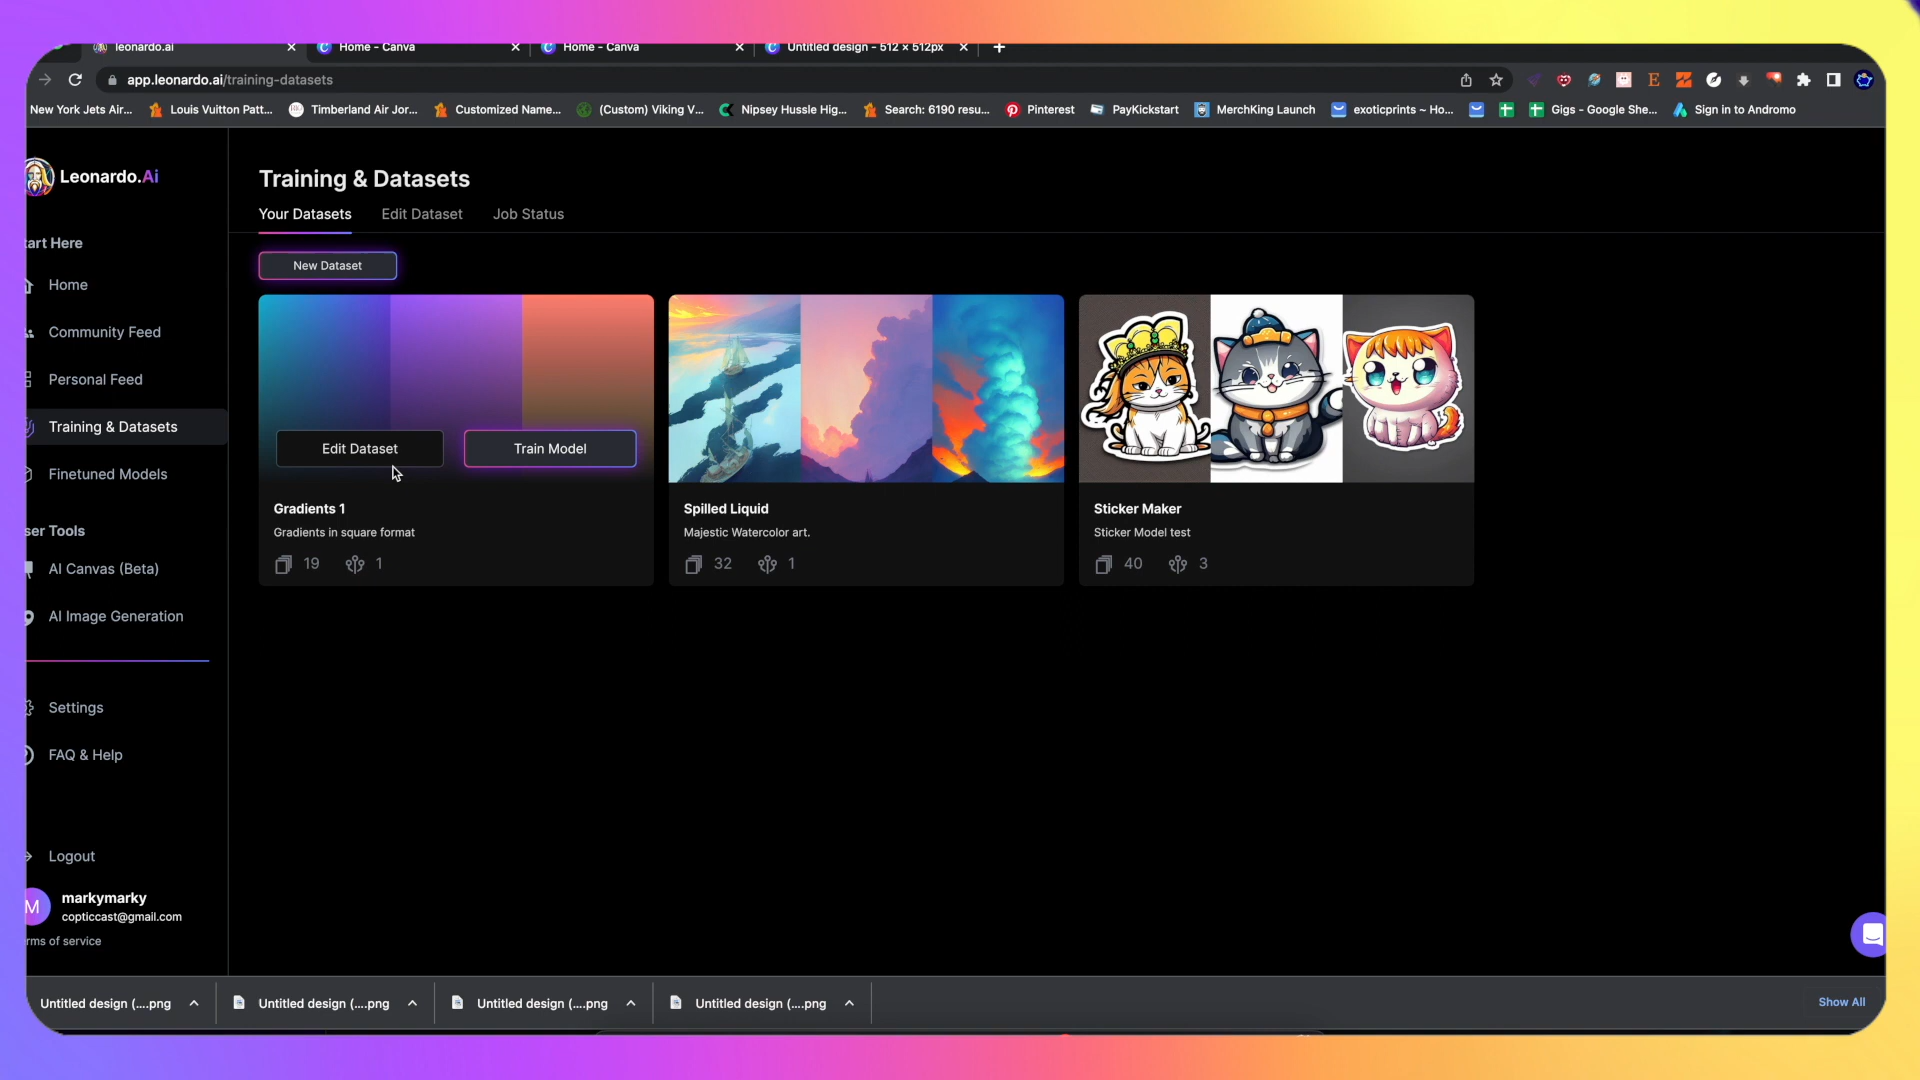 leonardo.ai
Home - Canva
Home - Canva
Untitled design - 512 × 512px
app.leonardo.ai/training-datasets
New York Jets Air...
Louis Vuitton Patt...
Timberland Air Jor...
Customized Name...
(Custom) Viking V...
Nipsey Hussle Hig...
Search: 6190 resu...
Pinterest
PayKickstart
MerchKing Launch
exoticprints ~ Ho...
Gigs - Google She...
Sign in to Andromo
Leonardo.Ai
tart Here
Home
Community Feed
Personal Feed
Training & Datasets
Finetuned Models
ser Tools
AI Canvas (Beta)
AI Image Generation
Settings
FAQ & Help
Logout
M
markymarky
copticcast@gmail.com
rms of service
Training & Datasets
Your Datasets
Edit Dataset
Job Status
New Dataset
Edit Dataset
Train Model
Gradients 1
Gradients in square format
19
1
Spilled Liquid
Majestic Watercolor art.
32
1
Sticker Maker
Sticker Model test
40
3
Untitled design (....png
Untitled design (....png
Untitled design (....png
Untitled design (....png
Show All